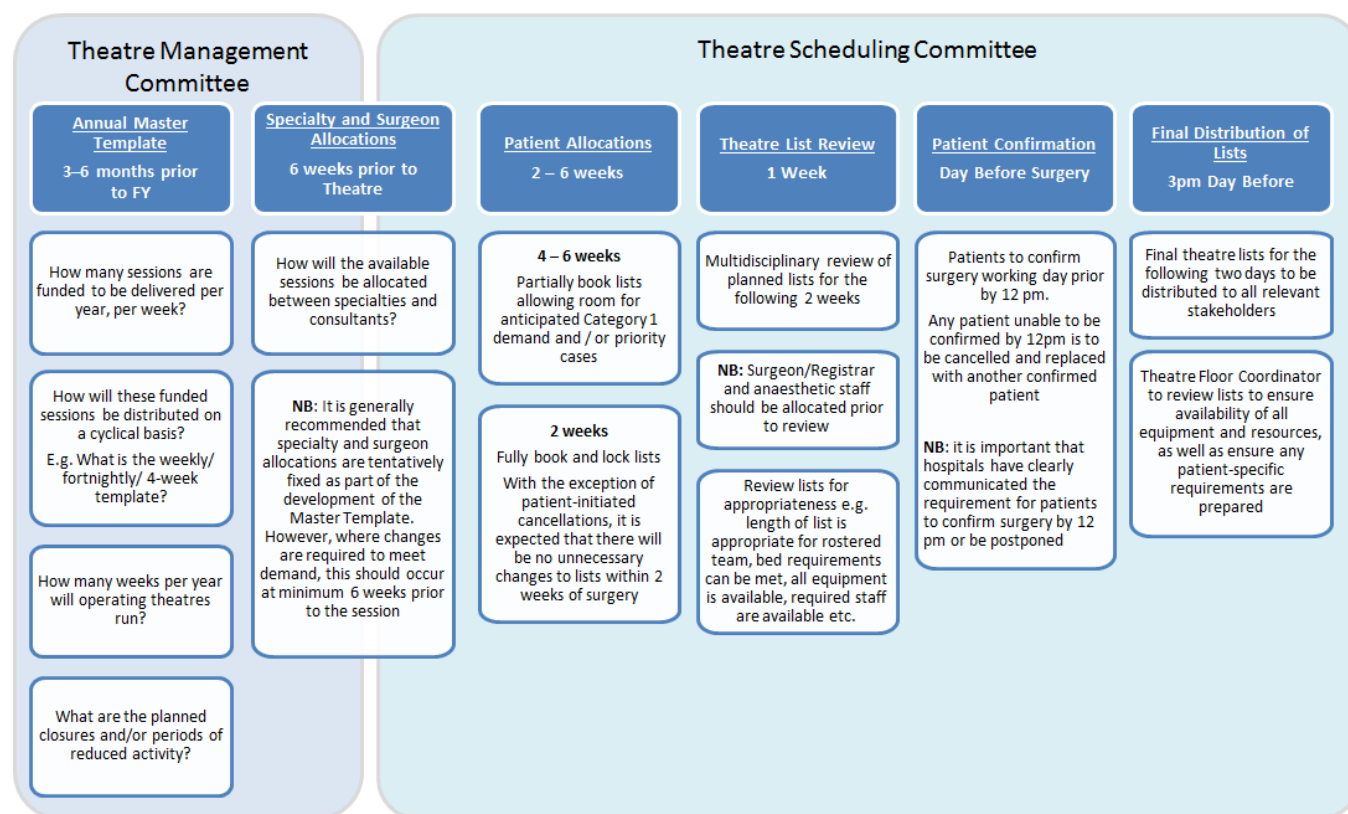 Theatre Management
Committee
Theatre Scheduling Committee
Annual Master
Template
3–6 months prior
to FY
Specialty and Surgeon
Allocations
6 weeks prior to
Theatre
Patient Allocations
2 – 6 weeks
Theatre List Review
1 Week
Patient Confirmation
Day Before Surgery
Final Distribution of
Lists
3pm Day Before
How many sessions are
funded to be delivered per
year, per week?
How will these funded
sessions be distributed on
a cyclical basis?
E.g. What is the weekly/
fortnightly/ 4-week
template?
How many weeks per year
will operating theatres
run?
What are the planned
closures and/or periods of
reduced activity?
How will the available
sessions be allocated
between specialties and
consultants?
NB: It is generally
recommended that
specialty and surgeon
allocations are tentatively
fixed as part of the
development of the
Master Template.
However, where changes
are required to meet
demand, this should occur
at minimum 6 weeks prior
to the session
4 – 6 weeks
Partially book lists
allowing room for
anticipated Category 1
demand and / or priority
cases
2 weeks
Fully book and lock lists
With the exception of
patient-initiated
cancellations, it is
expected that there will
be no unnecessary
changes to lists within 2
weeks of surgery
Multidisciplinary review of
planned lists for the
following 2 weeks
NB: Surgeon/Registrar
and anaesthetic staff
should be allocated prior
to review
Review lists for
appropriateness e.g.
length of list is
appropriate for rostered
team, bed requirements
can be met, all equipment
is available, required staff
are available etc.
Patients to confirm
surgery working day prior
by 12 pm.
Any patient unable to be
confirmed by 12pm is to
be cancelled and replaced
with another confirmed
patient
NB: it is important that
hospitals have clearly
communicated the
requirement for patients
to confirm surgery by 12
pm or be postponed
Final theatre lists for the
following two days to be
distributed to all relevant
stakeholders
Theatre Floor Coordinator
to review lists to ensure
availability of all
equipment and resources,
as well as ensure any
patient-specific
requirements are
prepared